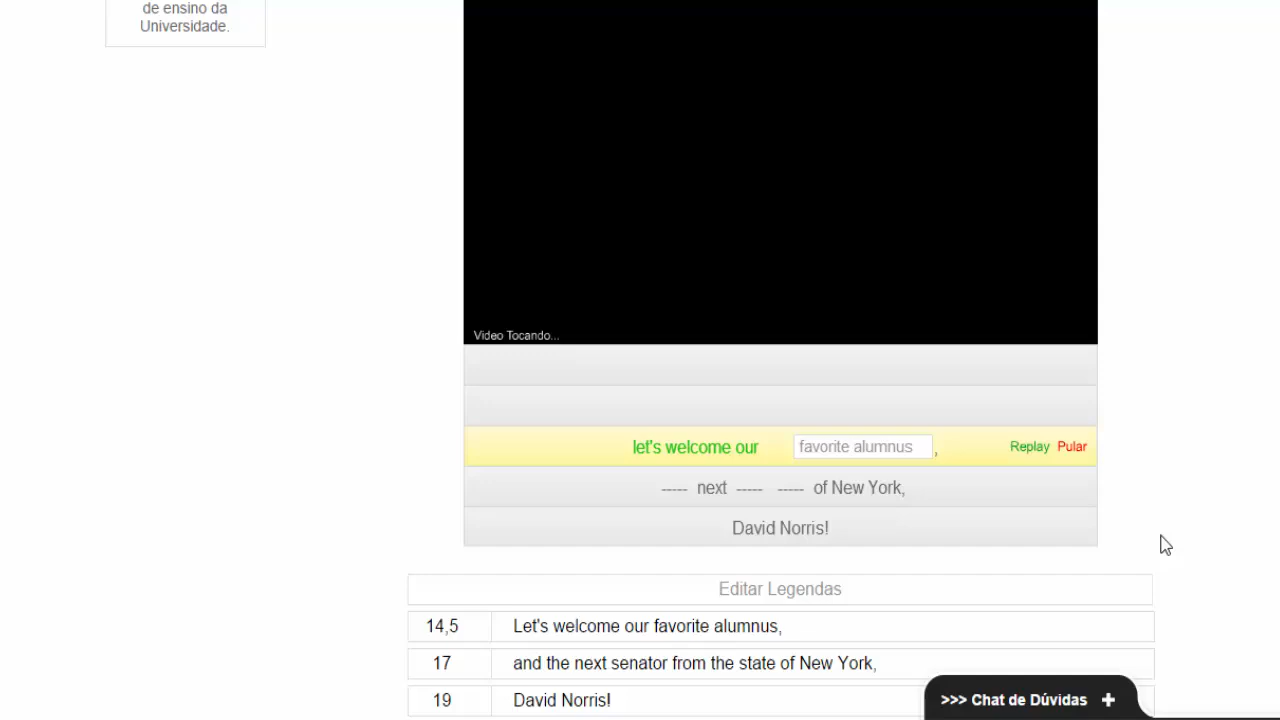 de ensino da
Universidade.
Video Tocando...
let's welcome our favorite alumnus , Replay Pular
----- next ----- ----- of New York,
David Norris!
Editar Legendas
14,5 Let's welcome our favorite alumnus,
17 and the next senator from the state of New York,
19 David Norris!
>>> Chat de Dúvidas +